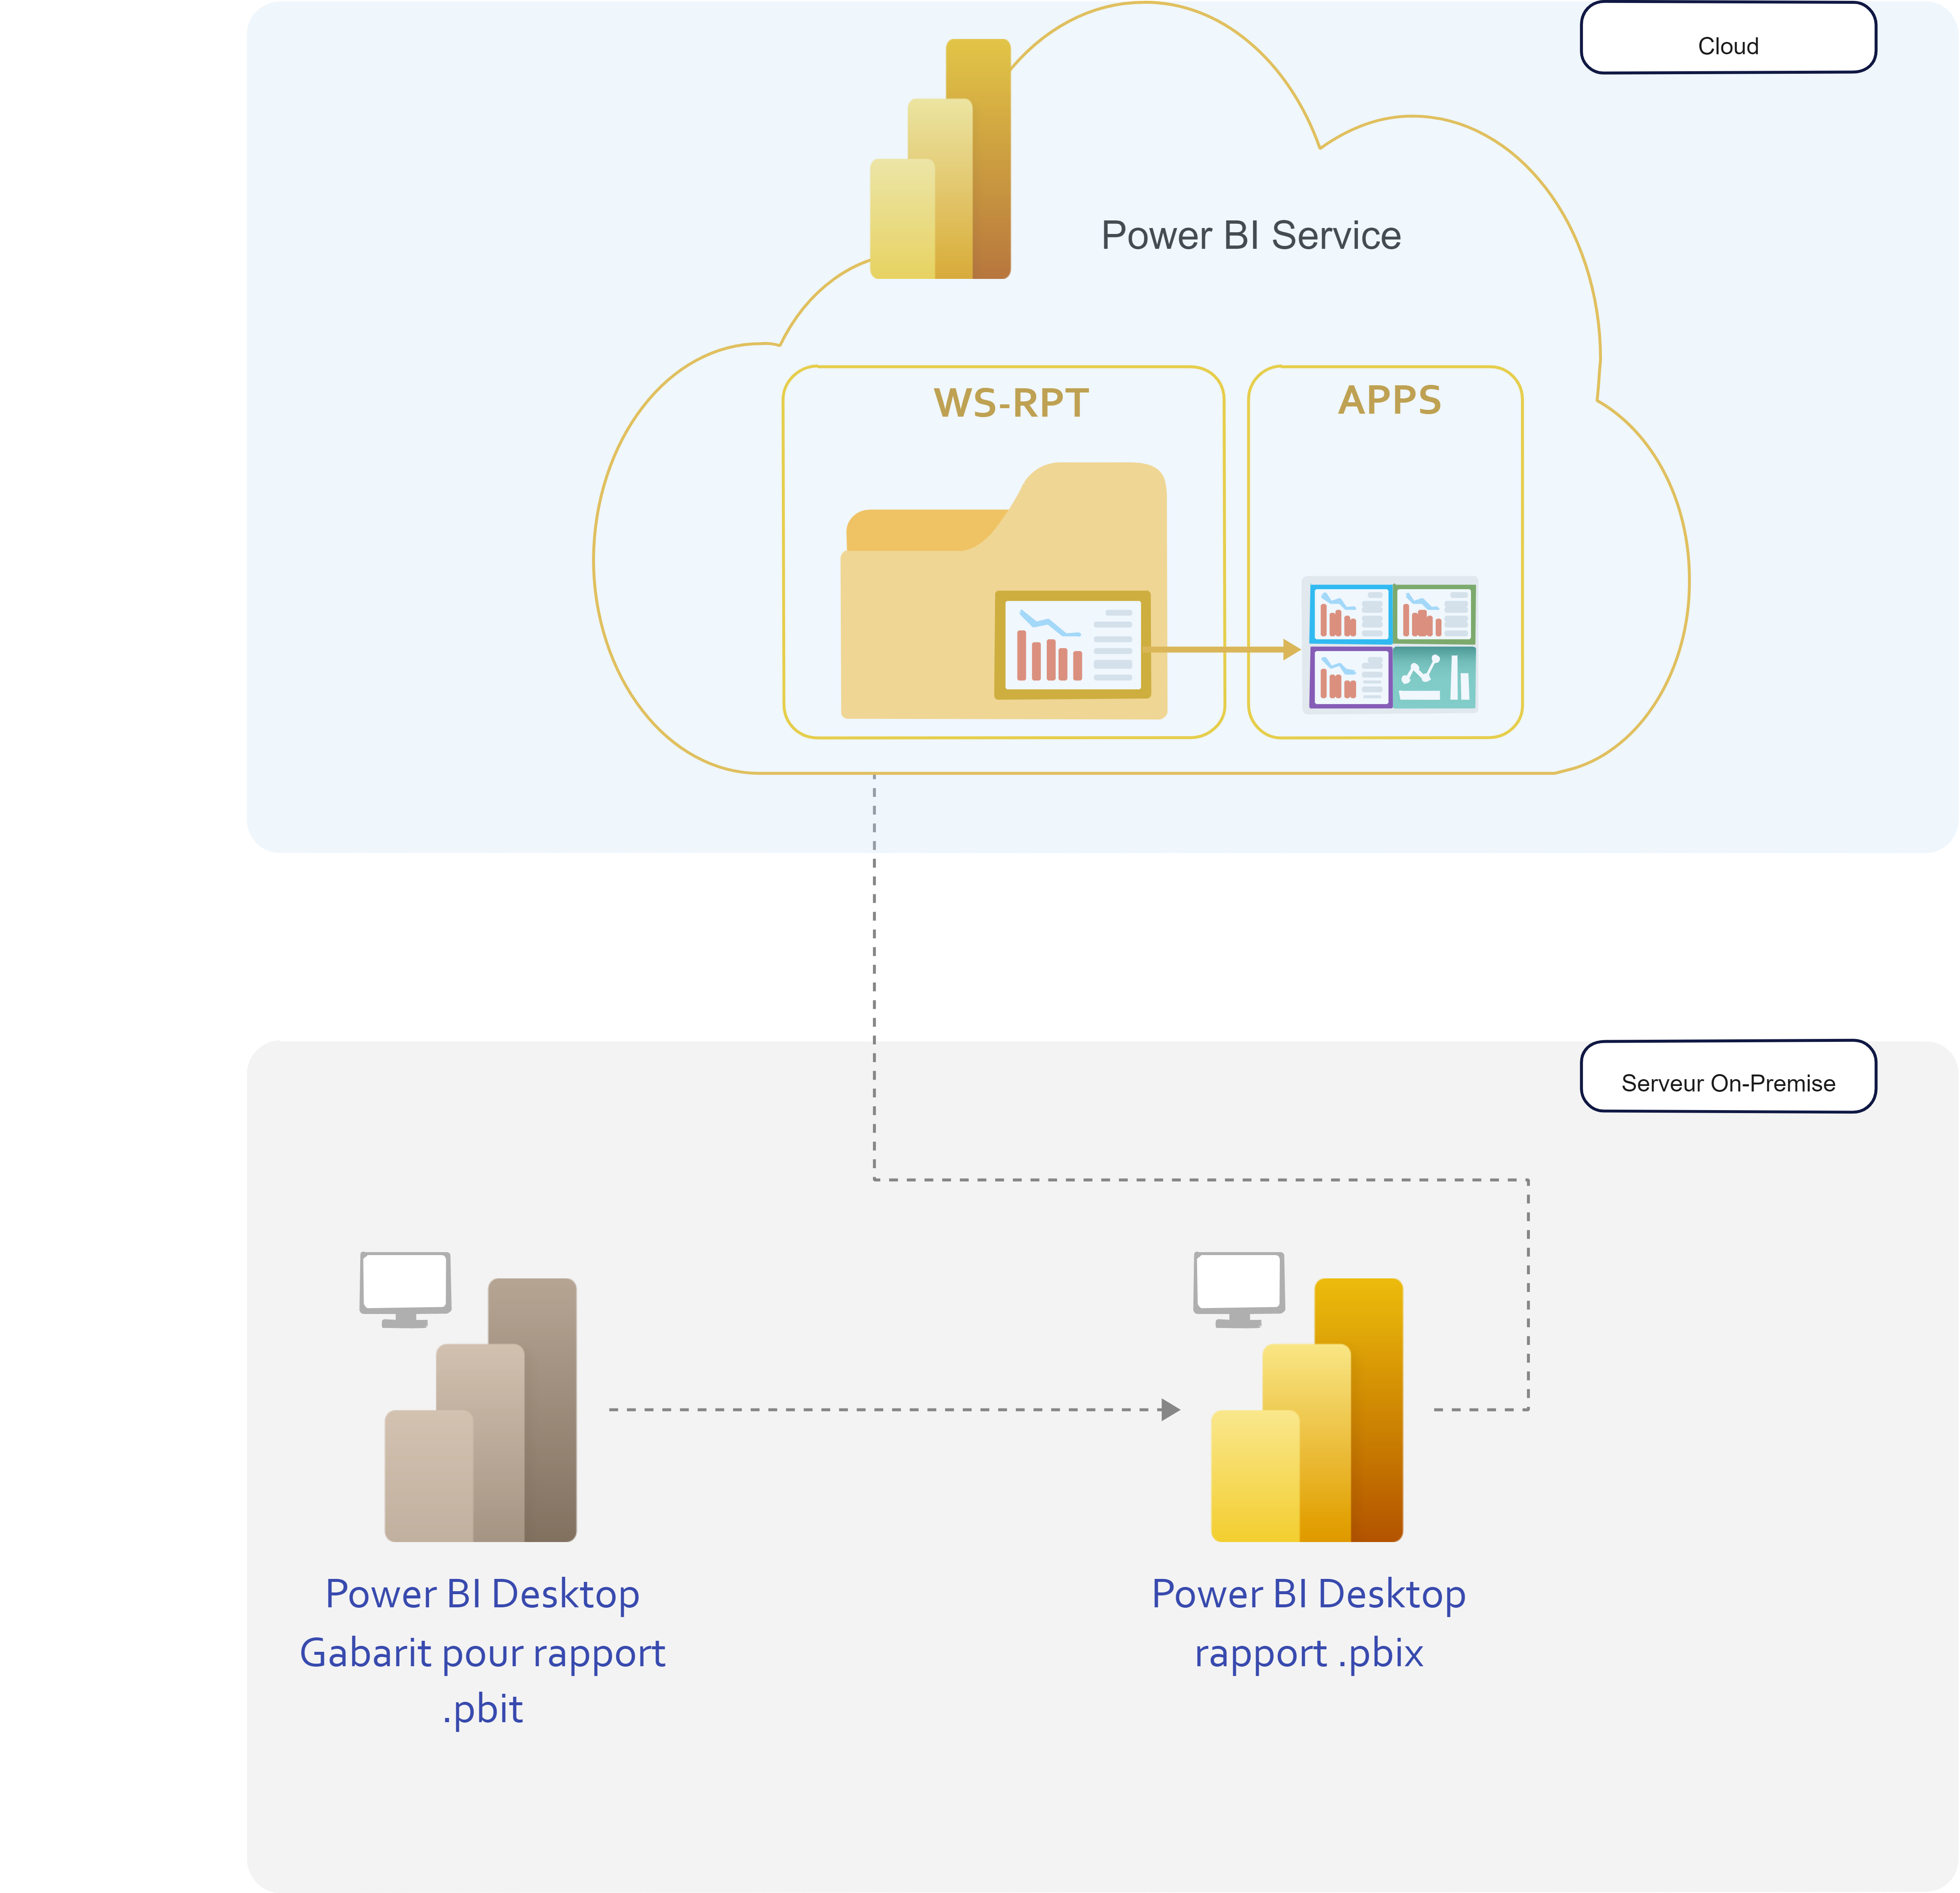 Cloud
Power BI Service
WS-RPT
APPS
Serveur On-Premise
Power BI Desktop
Gabarit pour rapport
.pbit
Power BI Desktop
rapport .pbix